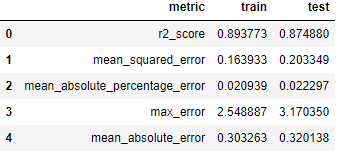 metric train test
0 r2_score 0.893773 0.874880
1 mean_squared_error 0.163933 0.203349
2 mean_absolute_percentage_error 0.020939 0.022297
3 max_error 2.548887 3.170350
4 mean_absolute_error 0.303263 0.320138